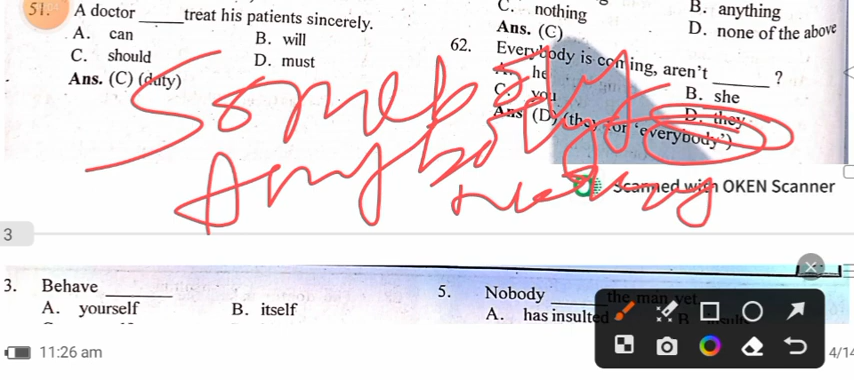 51. A doctor _____ treat his patients sincerely.
A. can B. will
C. should D. must
Ans. (C) (duty)
C. nothing
B. anything
D. none of the above
Ans. (C)
62. Everybody is coming, aren't _____ ?
A. he B. she
C. you D. they
Ans (D) (they for 'everybody')
Somebody
Anybody
Scanned with OKEN Scanner
3
3. Behave _____
A. yourself B. itself
5. Nobody _____ the man yet
A. has insulted B.
11:26 am
4/14